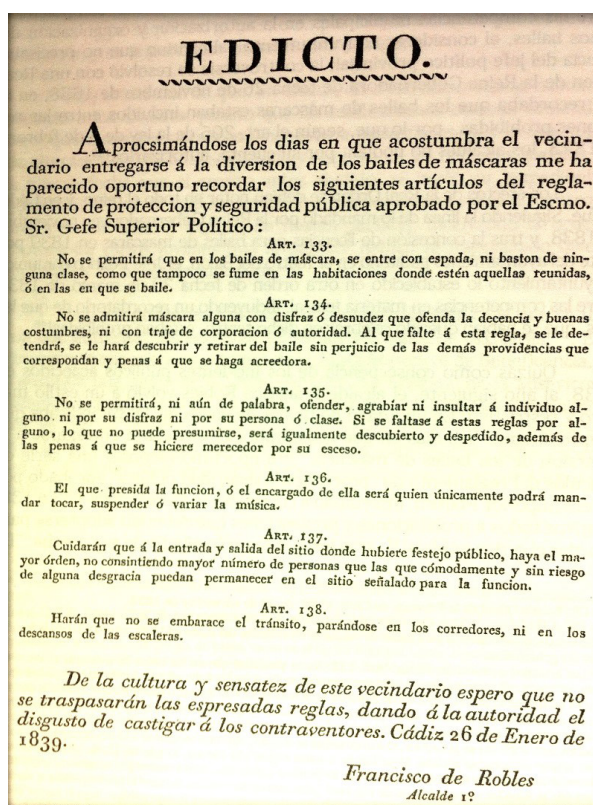 EDICTO.
Aprocsimándose los dias en que acostumbra el vecin-
dario entregarse á la diversion de los bailes de máscaras me ha
parecido oportuno recordar los siguientes artículos del regla-
mento de proteccion y seguridad pública aprobado por el Escmo.
Sr. Gefe Superior Político:
ART. 133.
No se permitirá que en los bailes de máscara, se entre con espada, ni baston de nin-
guna clase, como que tampoco se fume en las habitaciones donde estén aquellas reunidas,
ó en las en que se baile.
ART. 134.
No se admitirá máscara alguna con disfraz ó desnudez que ofenda la decencia y buenas
costumbres, ni con traje de corporacion ó autoridad. Al que falte á esta regla, se le de-
tendrá, se le hará descubrir y retirar del baile sin perjuicio de las demás providencias que
correspondan y penas á que se haga acreedora.
ART. 135.
No se permitirá, ni aún de palabra, ofender, agrabiar ni insultar á individuo al-
guno. ni por su disfraz ni por su persona ó clase. Si se faltase á estas reglas por al-
guno, lo que no puede presumirse, será igualmente descubierto y despedido, además de
las penas á que se hiciere merecedor por su esceso.
ART. 136.
El que presida la funcion, ó el encargado de ella será quien únicamente podrá man-
dar tocar, suspender ó variar la música.
ART. 137.
Cuidarán que á la entrada y salida del sitio donde hubiere festejo público, haya el ma-
yor órden, no consintiendo mayor número de personas que las que cómodamente y sin riesgo
de alguna desgracia puedan permanecer en el sitio señalado para la funcion.
ART. 138.
Harán que no se embarace el tránsito, parándose en los corredores, ni en los
descansos de las escaleras.
De la cultura y sensatez de este vecindario espero que no
se traspasarán las espresadas reglas, dando á la autoridad el
disgusto de castigar á los contraventores. Cádiz 26 de Enero de
1839.
Francisco de Robles
Alcalde 1º